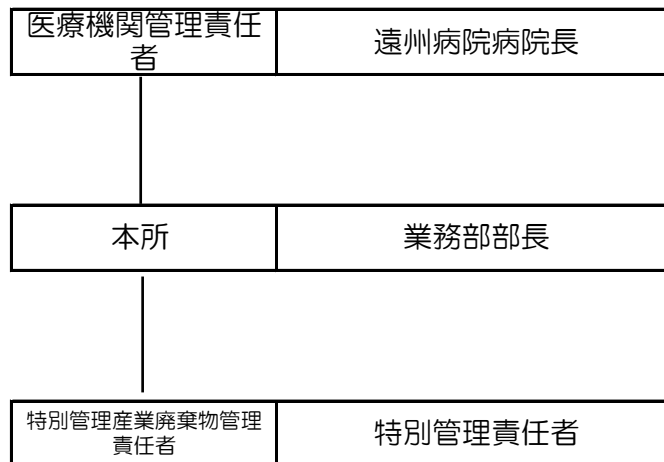 医療機関管理責任
者
遠州病院病院長
本所
業務部部長
特別管理産業廃棄物管理
責任者
特別管理責任者